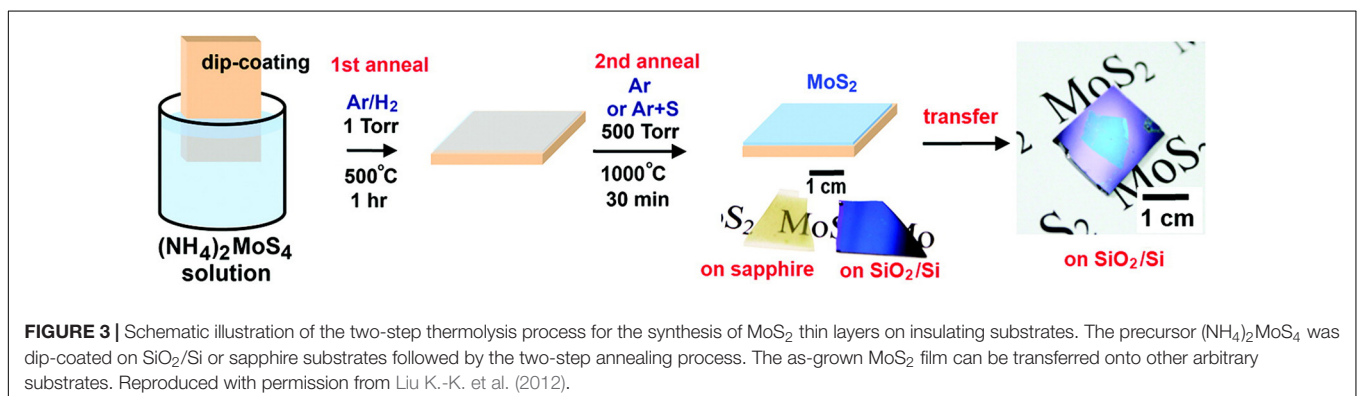 dip-coating
(NH4)2MoS4
solution
1st anneal
Ar/H2
1 Torr
500°C
1 hr
2nd anneal
Ar
or Ar+S
500 Torr
1000°C
30 min
MoS2
1 cm
S2 MoS Mo
on sapphire
on SiO2/Si
transfer
MoS2
MoS2
1 cm
on SiO2/Si
FIGURE 3 | Schematic illustration of the two-step thermolysis process for the synthesis of MoS2 thin layers on insulating substrates. The precursor (NH4)2MoS4 was
dip-coated on SiO2/Si or sapphire substrates followed by the two-step annealing process. The as-grown MoS2 film can be transferred onto other arbitrary
substrates. Reproduced with permission from Liu K.-K. et al. (2012).